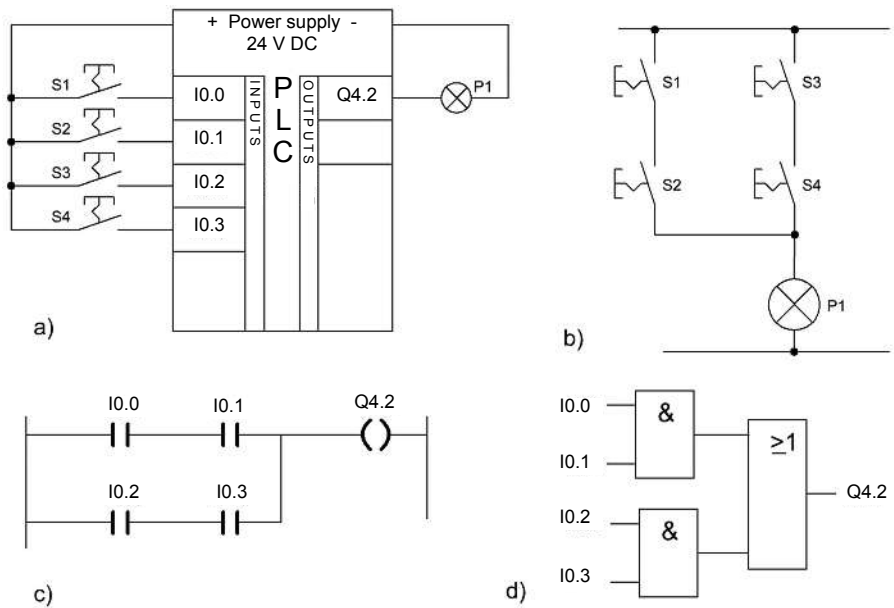 + Power supply -
24 V DC
S1
I0.0
S2
I0.1
S3
I0.2
S4
I0.3
INPUTS
PLC
OUTPUTS
Q4.2
P1
a)
S1
S3
S2
S4
P1
b)
I0.0
I0.1
Q4.2
I0.2
I0.3
c)
I0.0
&
I0.1
≥1
Q4.2
I0.2
&
I0.3
d)